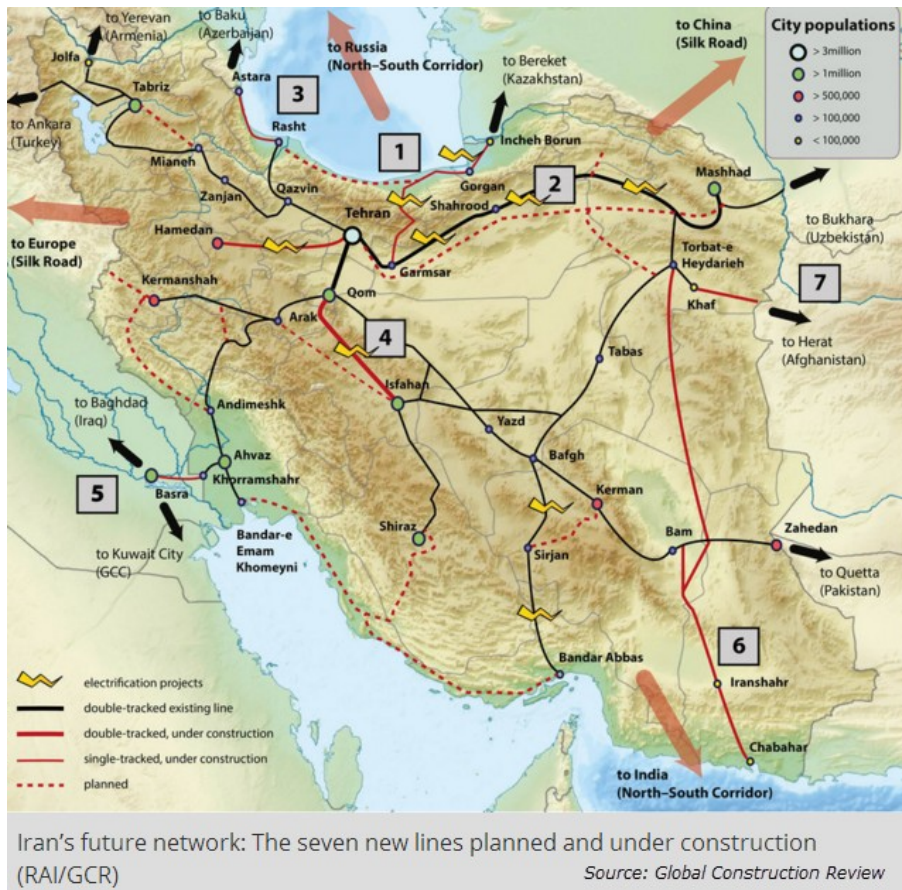 to Yerevan
(Armenia)
to Baku
(Azerbaijan)
to Russia
(North–South Corridor)
to Bereket
(Kazakhstan)
to China
(Silk Road)
City populations
> 3million
> 1million
> 500,000
> 100,000
< 100,000
Jolfa
Tabriz
Astara
3
Rasht
1
Incheh Borun
to Ankara
(Turkey)
Mianeh
Zanjan
Qazvin
Gorgan
Shahrood
2
Mashhad
Tehran
Hamedan
Garmsar
to Bukhara
(Uzbekistan)
to Europe
(Silk Road)
Kermanshah
Qom
Arak
4
Torbat-e
Heydarieh
Khaf
7
to Herat
(Afghanistan)
Tabas
Isfahan
to Baghdad
(Iraq)
Andimeshk
Yazd
Bafgh
Ahvaz
Khorramshahr
5
Basra
Kerman
Bandar-e
Emam
Khomeyni
Shiraz
Sirjan
Bam
Zahedan
to Kuwait City
(GCC)
to Quetta
(Pakistan)
6
Bandar Abbas
Iranshahr
Chabahar
to India
(North–South Corridor)
electrification projects
double-tracked existing line
double-tracked, under construction
single-tracked, under construction
planned
Iran’s future network: The seven new lines planned and under construction
(RAI/GCR)
Source: Global Construction Review